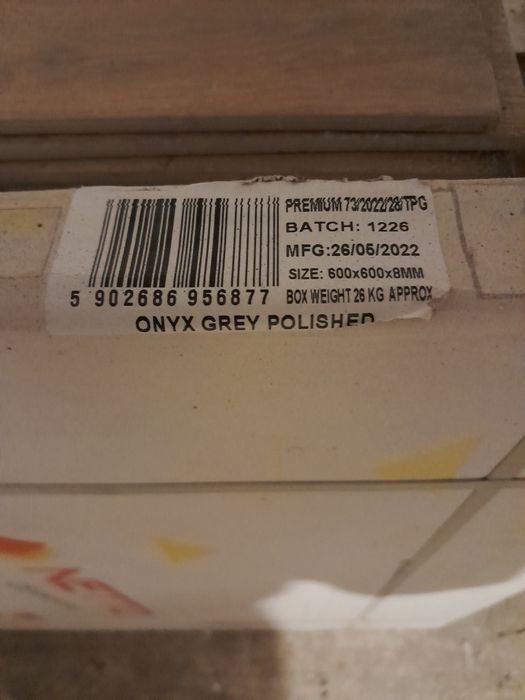 PREMIUM 73/2022/28/TPG
BATCH: 1226
MFG:26/05/2022
SIZE: 600x600x8MM
5 902686 956877
BOX WEIGHT 26 KG APPROX
ONYX GREY POLISHED